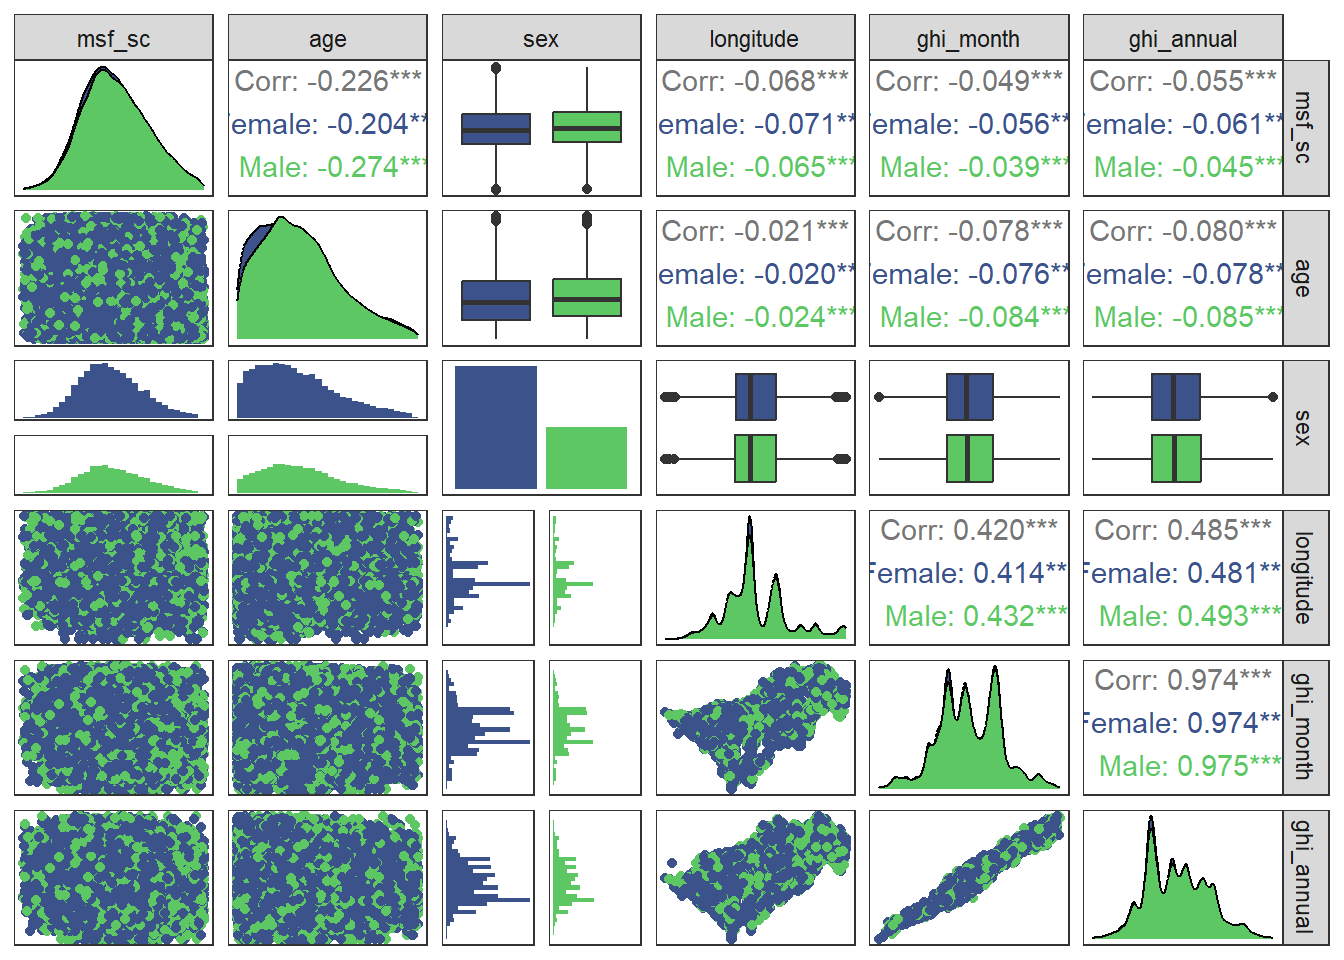 msf_sc age sex longitude ghi_month ghi_annual
Corr: -0.226*** Corr: -0.068*** Corr: -0.049*** Corr: -0.055***
emale: -0.204** emale: -0.071** emale: -0.056** emale: -0.061**
Male: -0.274*** Male: -0.065*** Male: -0.039*** Male: -0.045***
msf_sc
Corr: -0.021*** Corr: -0.078*** Corr: -0.080***
emale: -0.020** emale: -0.076** emale: -0.078**
Male: -0.024*** Male: -0.084*** Male: -0.085***
age
sex
Corr: 0.420*** Corr: 0.485***
Female: 0.414** Female: 0.481**
Male: 0.432*** Male: 0.493***
longitude
Corr: 0.974***
Female: 0.974**
Male: 0.975***
ghi_month
ghi_annual